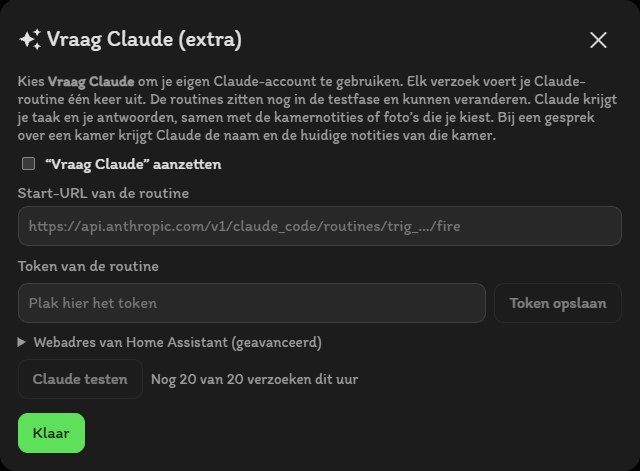 Vraag Claude (extra)
Kies Vraag Claude om je eigen Claude-account te gebruiken. Elk verzoek voert je Claude-
routine één keer uit. De routines zitten nog in de testfase en kunnen veranderen. Claude krijgt
je taak en je antwoorden, samen met de kamernotities of foto's die je kiest. Bij een gesprek
over een kamer krijgt Claude de naam en de huidige notities van die kamer.
“Vraag Claude” aanzetten
Start-URL van de routine
https://api.anthropic.com/v1/claude_code/routines/trig_.../fire
Token van de routine
Plak hier het token
Token opslaan
Webadres van Home Assistant (geavanceerd)
Claude testen
Nog 20 van 20 verzoeken dit uur
Klaar